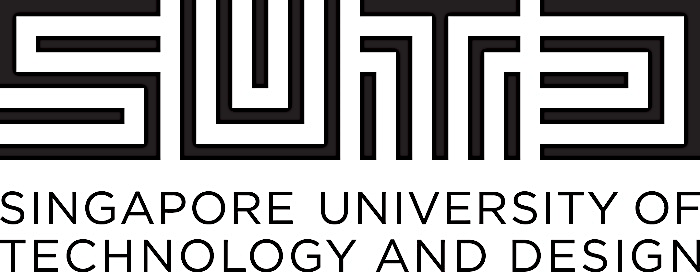 SUTD
SINGAPORE UNIVERSITY OF
TECHNOLOGY AND DESIGN